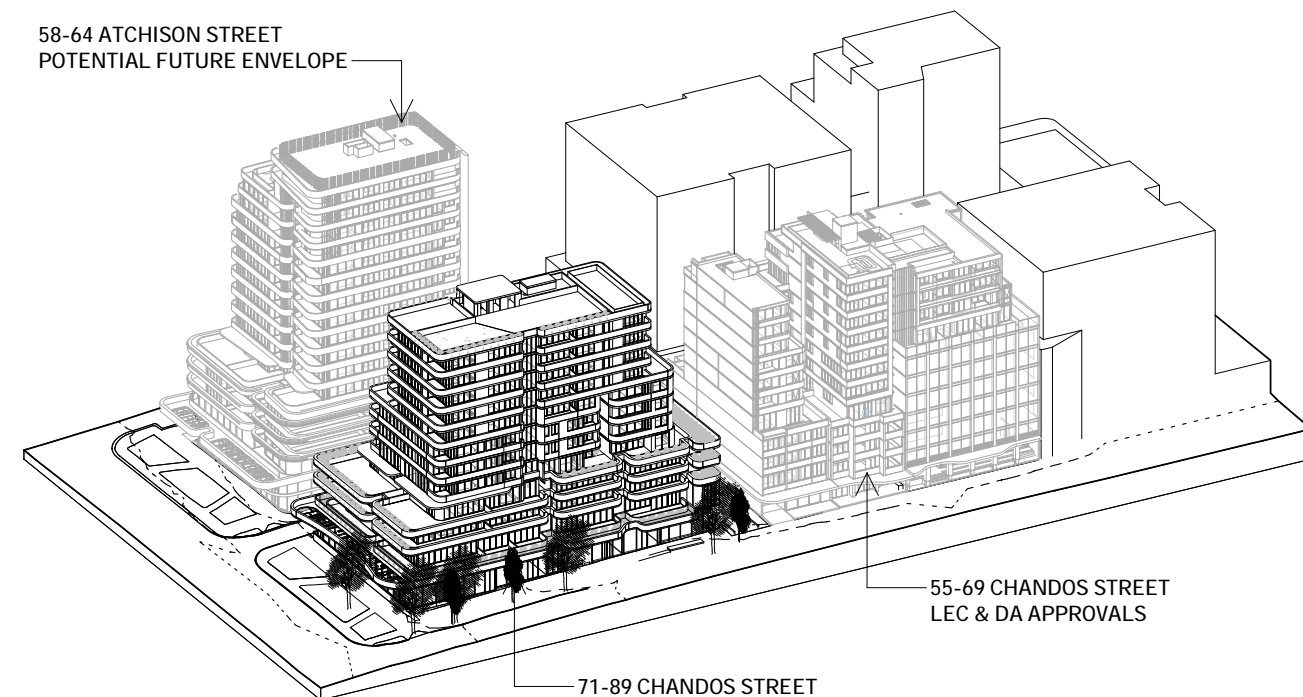 58-64 ATCHISON STREET
POTENTIAL FUTURE ENVELOPE
55-69 CHANDOS STREET
LEC & DA APPROVALS
71-89 CHANDOS STREET